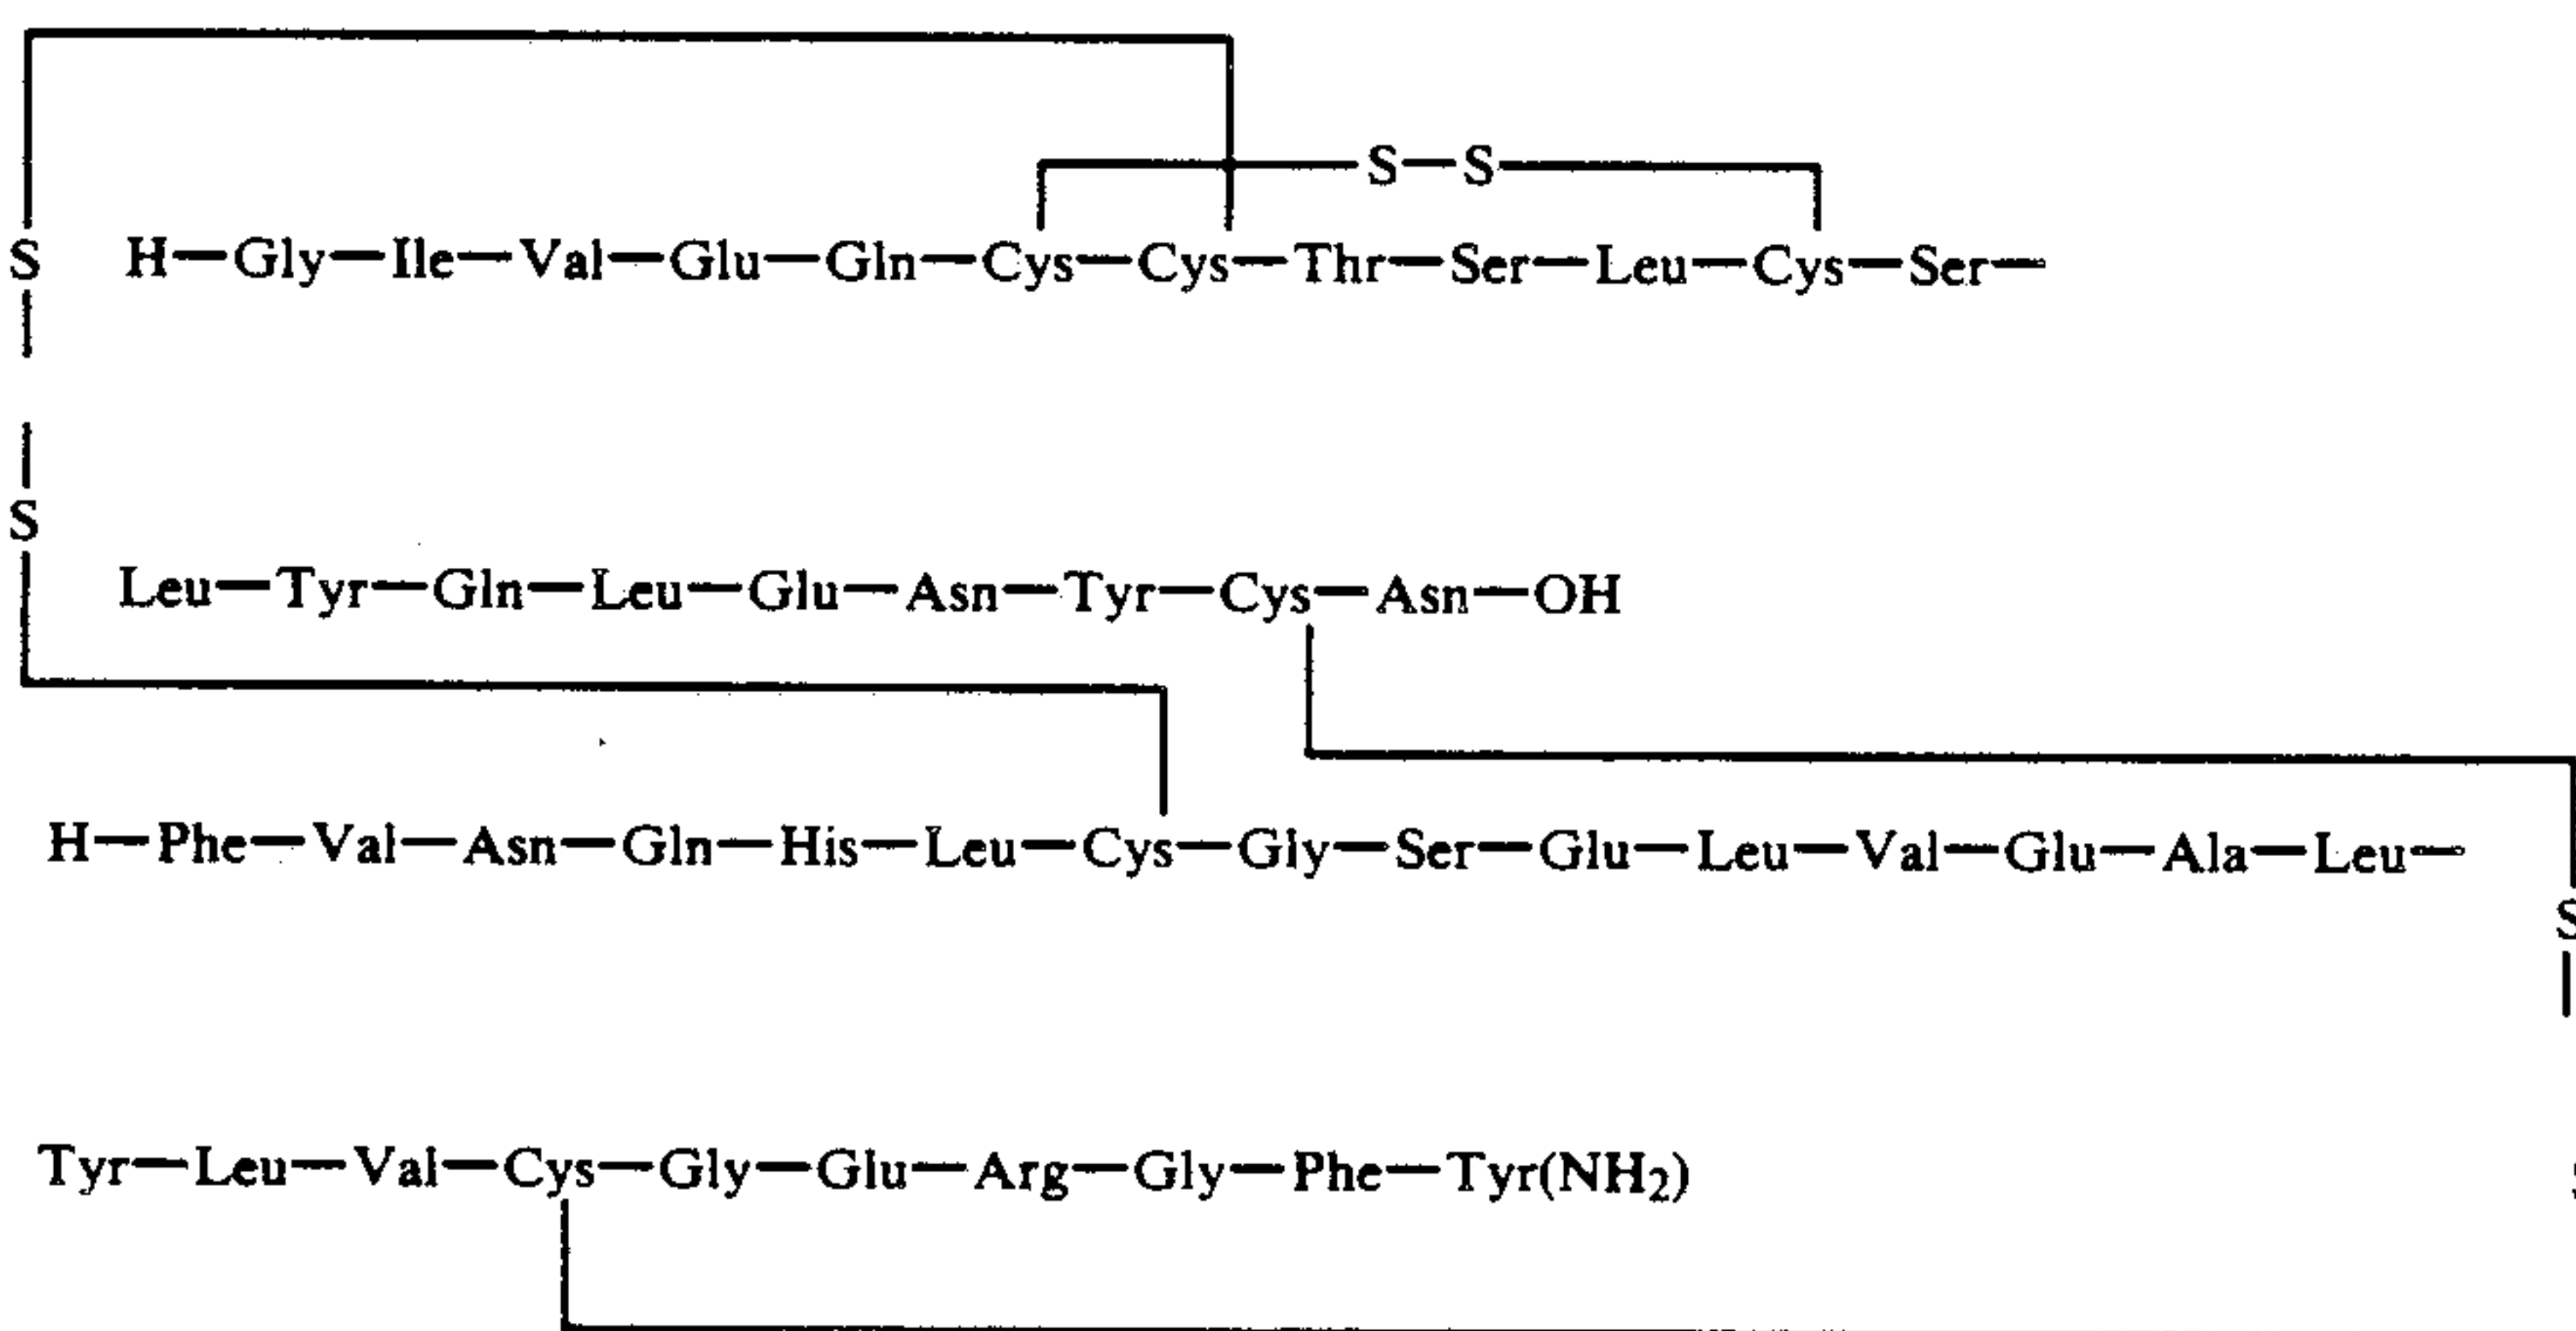 S—S
S H—Gly—Ile—Val—Glu—Gln—Cys—Cys—Thr—Ser—Leu—Cys—Ser—
S
Leu—Tyr—Gln—Leu—Glu—Asn—Tyr—Cys—Asn—OH
H—Phe—Val—Asn—Gln—His—Leu—Cys—Gly—Ser—Glu—Leu—Val—Glu—Ala—Leu—
S
Tyr—Leu—Val—Cys—Gly—Glu—Arg—Gly—Phe—Tyr(NH₂) S